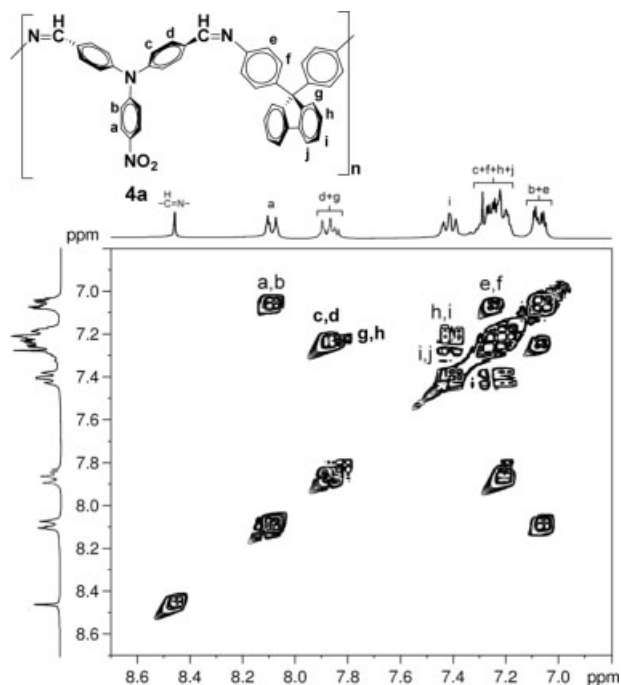 N=C H d c C=N H e f
N N
b a g h i j
NO₂ n
4a
H
–C=N– a d+g i c+f+h+j b+e
ppm
7.0 a,b e,f
7.2 c,d g,h h,i
7.4 i,j i g
7.8
8.0
8.2
8.4
8.6
8.6 8.4 8.2 8.0 7.8 7.6 7.4 7.2 7.0 ppm